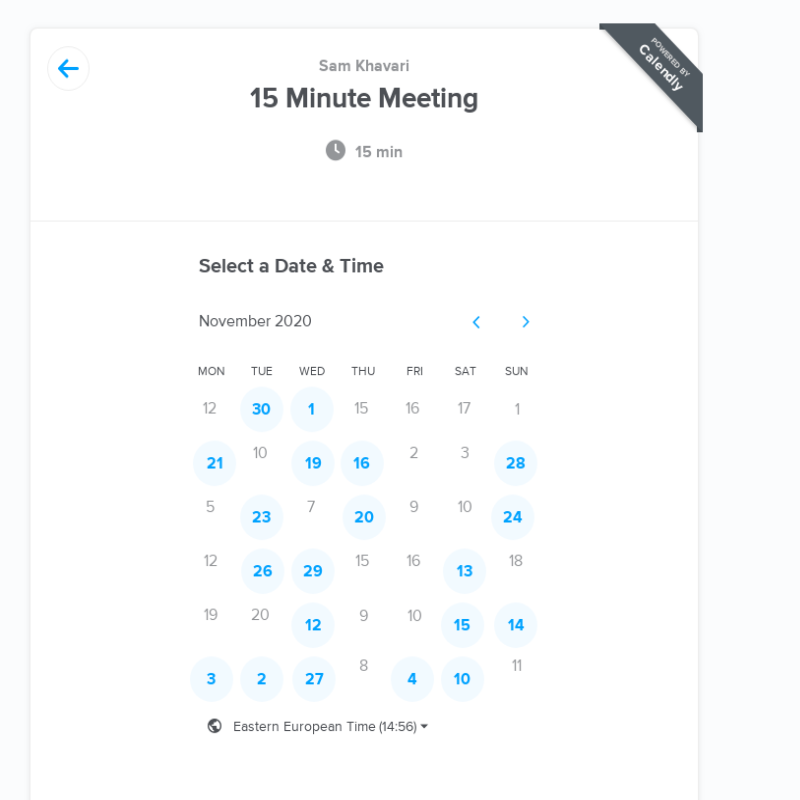 POWERED BY
Calendly
Sam Khavari
15 Minute Meeting
15 min
Select a Date & Time
November 2020
MON TUE WED THU FRI SAT SUN
12 30 1 15 16 17 1
21 10 19 16 2 3 28
5 23 7 20 9 10 24
12 26 29 15 16 13 18
19 20 12 9 10 15 14
3 2 27 8 4 10 11
Eastern European Time (14:56)